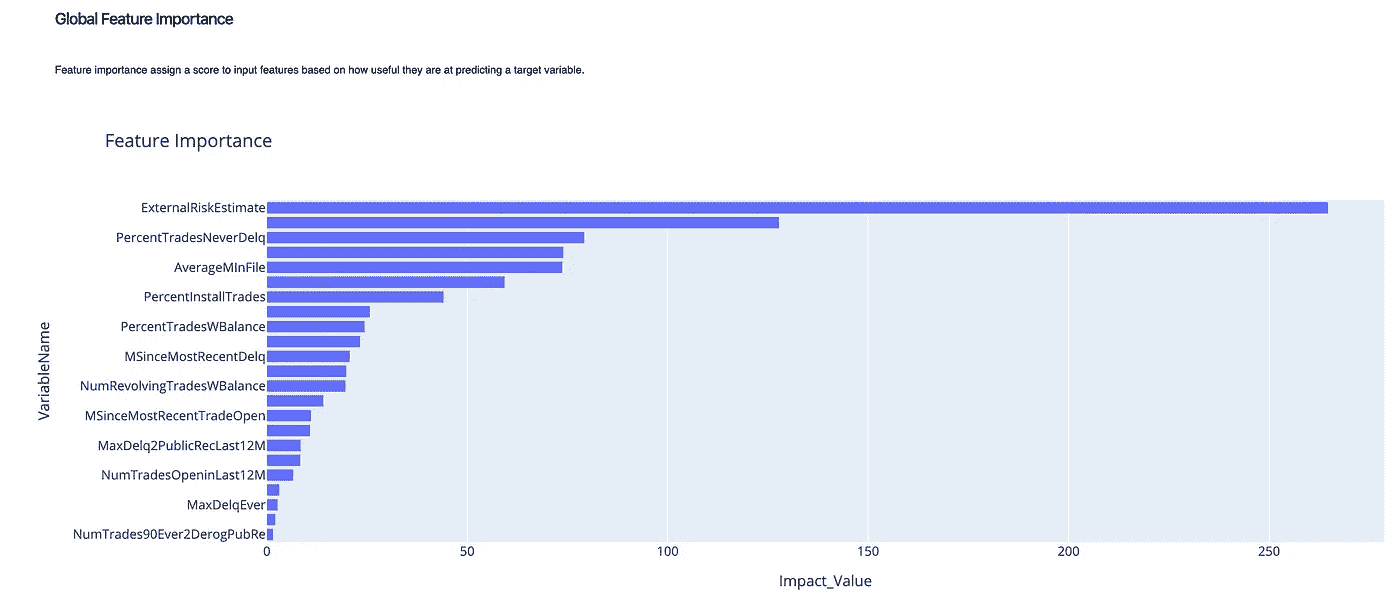 Global Feature Importance
Feature importance assign a score to input features based on how useful they are at predicting a target variable.
Feature Importance
ExternalRiskEstimate
PercentTradesNeverDelq
AverageMInFile
PercentInstallTrades
PercentTradesWBalance
MSinceMostRecentDelq
NumRevolvingTradesWBalance
MSinceMostRecentTradeOpen
MaxDelq2PublicRecLast12M
NumTradesOpeninLast12M
MaxDelqEver
NumTrades90Ever2DerogPubRe
VariableName
0 50 100 150 200 250
Impact_Value